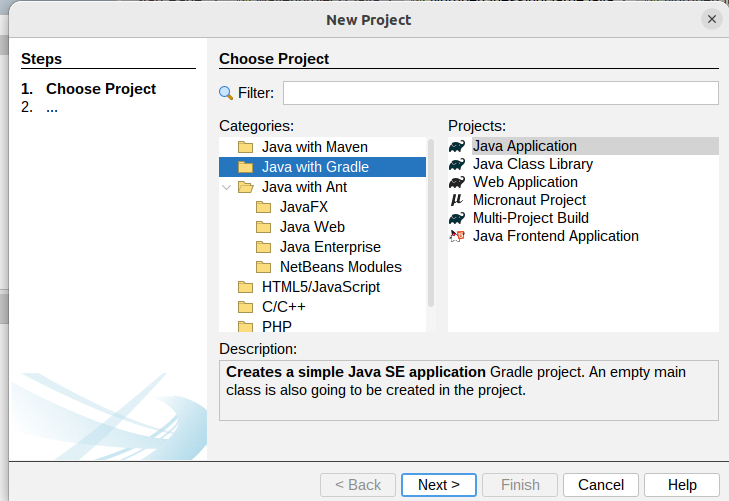 New Project
Steps
1. Choose Project
2. ...
Choose Project
Filter:
Categories:
Java with Maven
Java with Gradle
Java with Ant
JavaFX
Java Web
Java Enterprise
NetBeans Modules
HTML5/JavaScript
C/C++
PHP
Projects:
Java Application
Java Class Library
Web Application
Micronaut Project
Multi-Project Build
Java Frontend Application
Description:
Creates a simple Java SE application Gradle project. An empty main
class is also going to be created in the project.
< Back
Next >
Finish
Cancel
Help